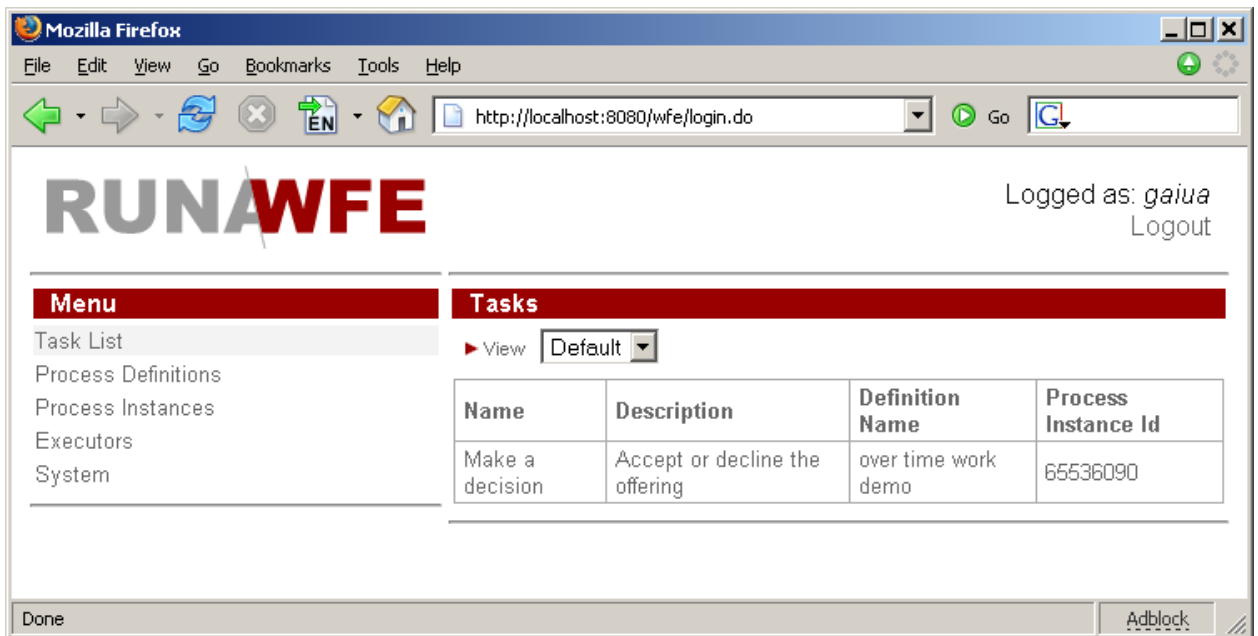 Mozilla Firefox
File Edit View Go Bookmarks Tools Help
EN http://localhost:8080/wfe/login.do Go G
RUNAWFE
Logged as: gaiua
Logout
Menu
Task List
Process Definitions
Process Instances
Executors
System
Tasks
View Default
Name Description Definition Name Process Instance Id
Make a decision Accept or decline the offering over time work demo 65536090
Done Adblock